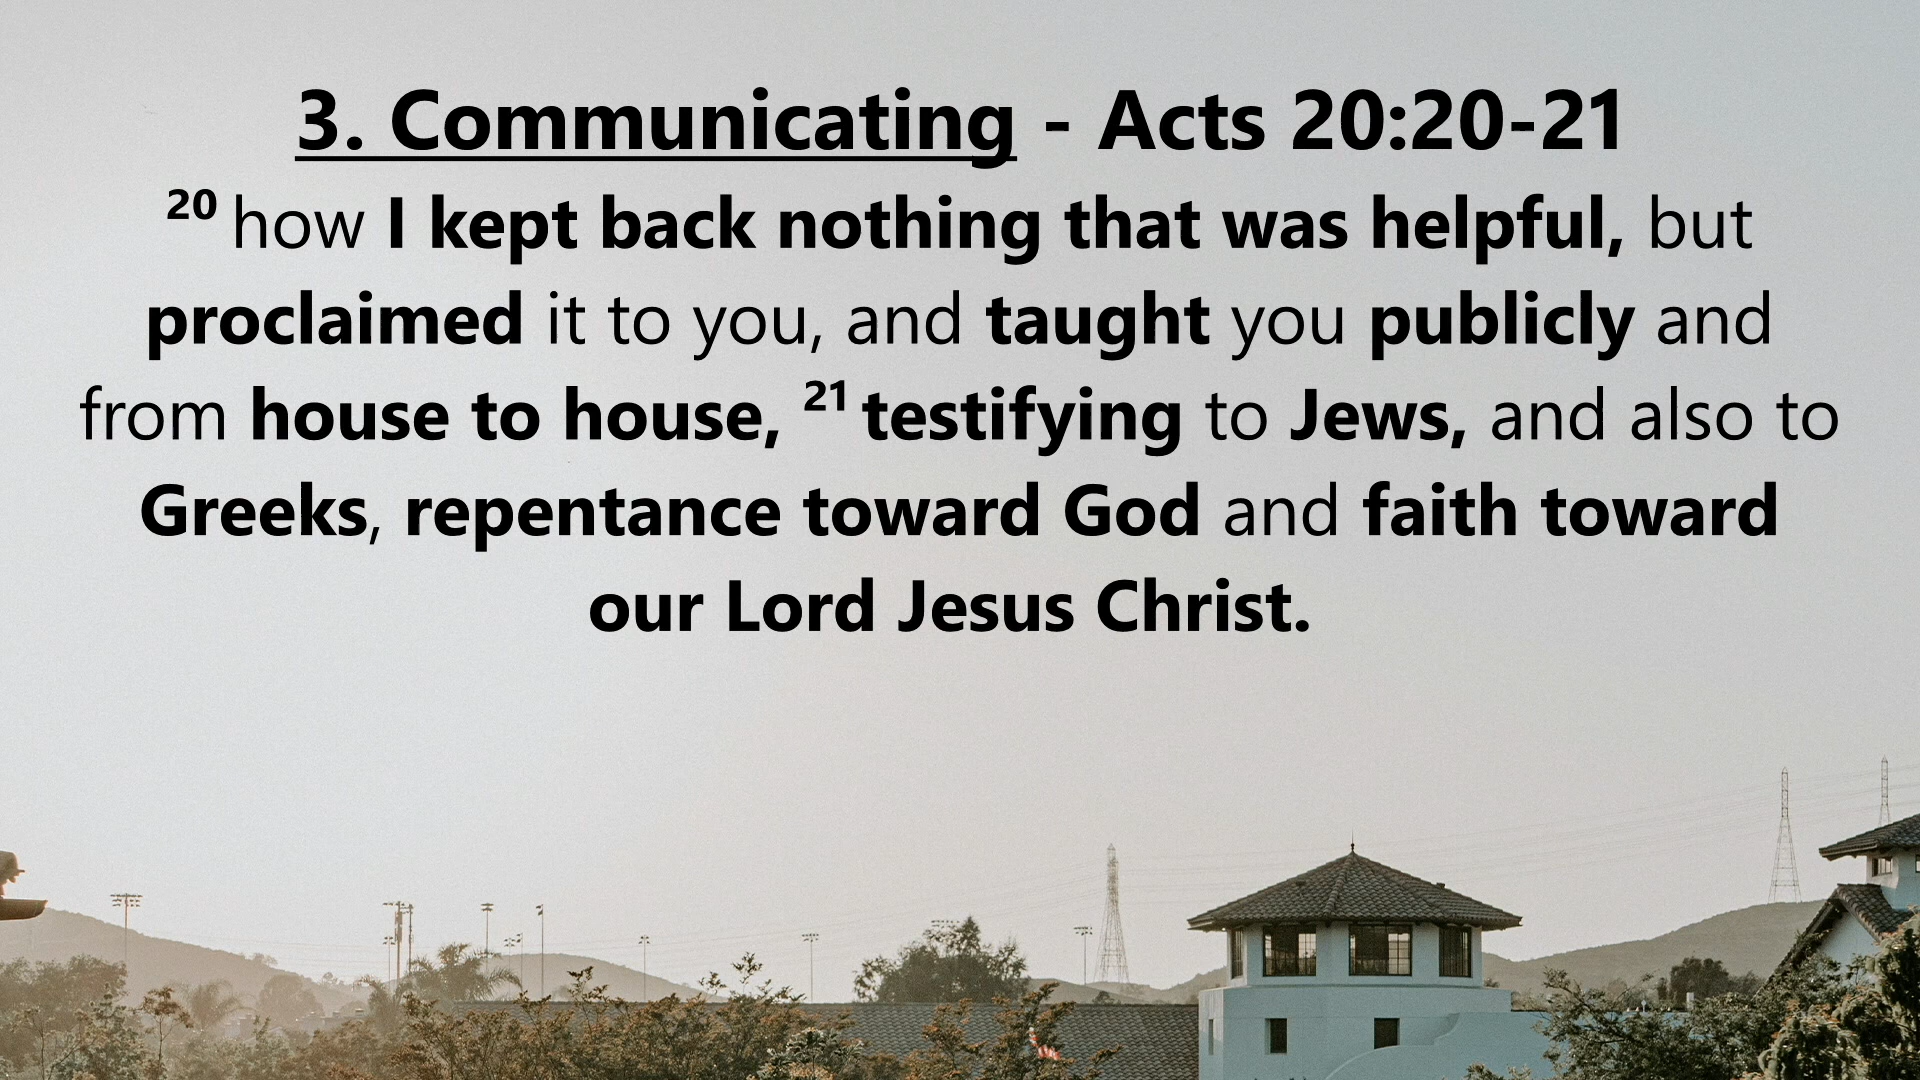 3. Communicating - Acts 20:20-21
20 how I kept back nothing that was helpful, but
proclaimed it to you, and taught you publicly and
from house to house, 21 testifying to Jews, and also to
Greeks, repentance toward God and faith toward
our Lord Jesus Christ.